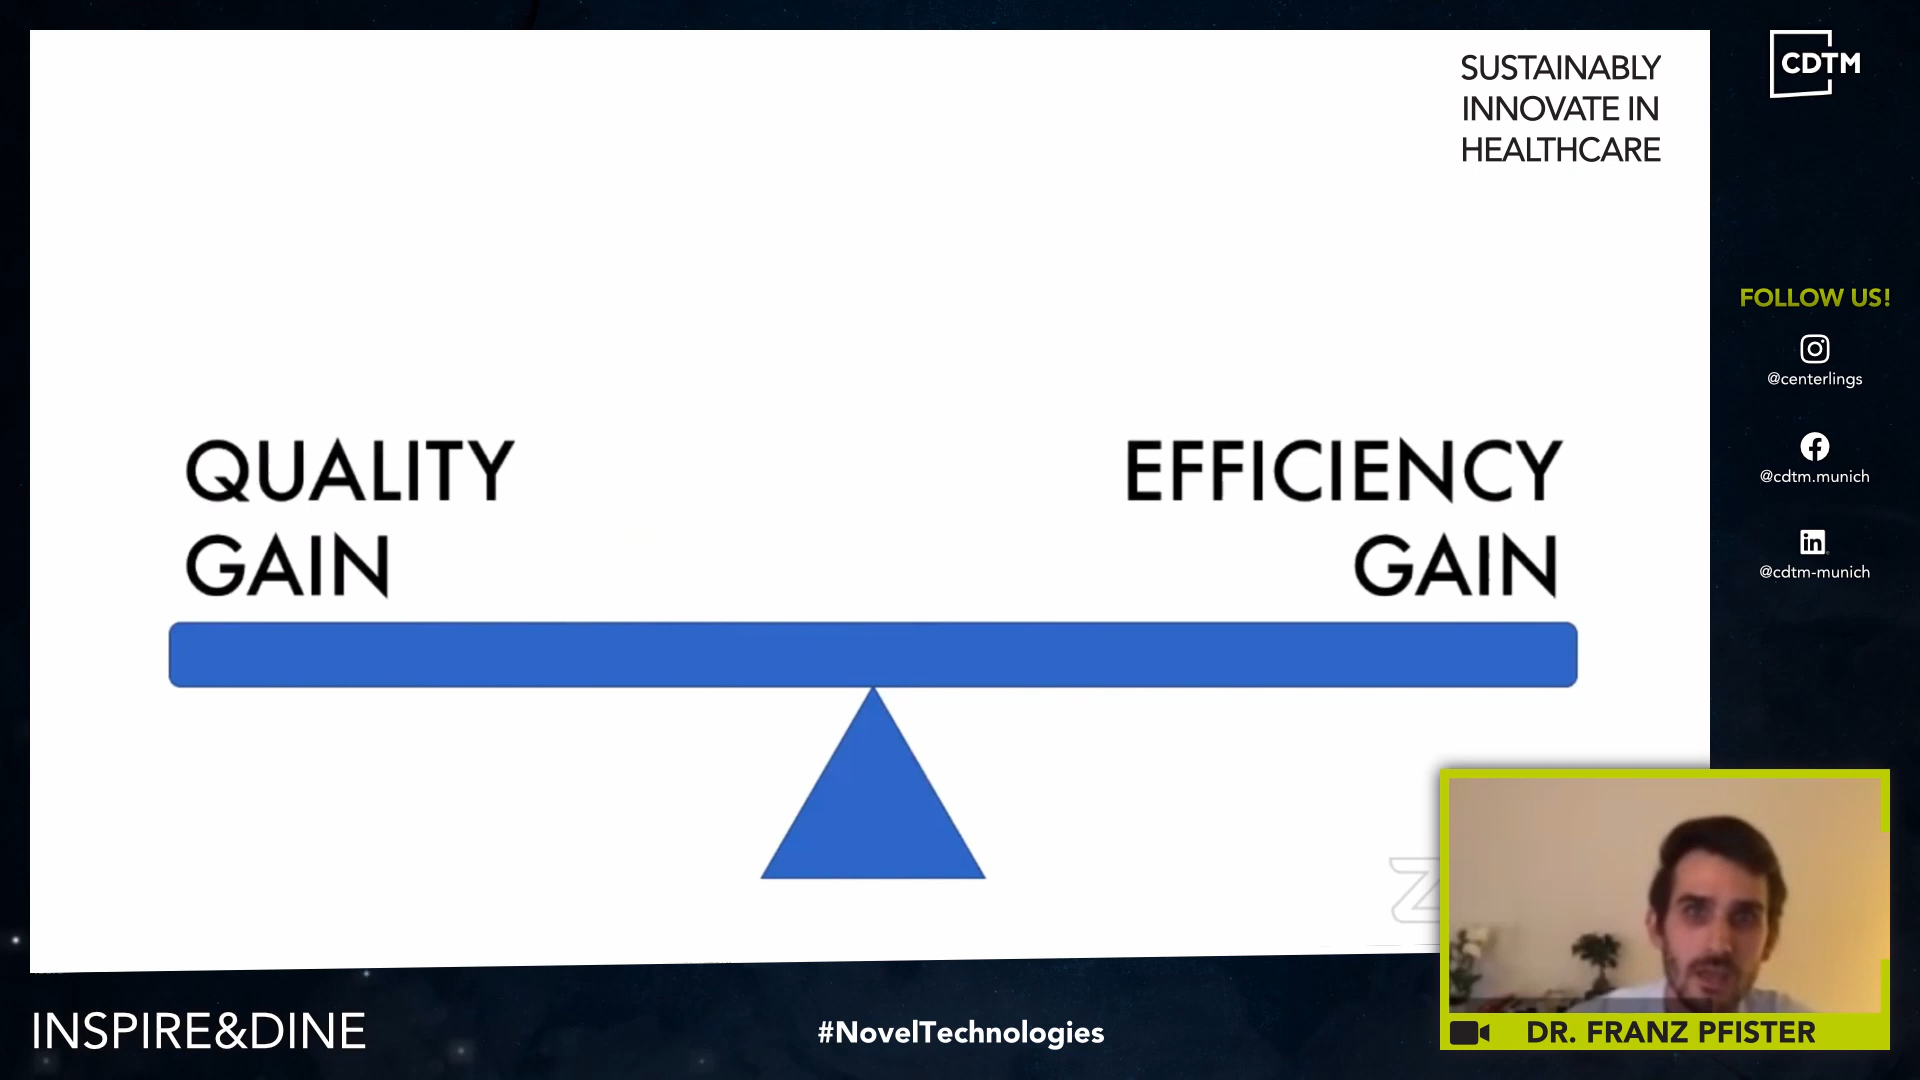 SUSTAINABLY
INNOVATE IN
HEALTHCARE
CDTM
FOLLOW US!
@centerlings
@cdtm.munich
in
@cdtm-munich
QUALITY
GAIN
EFFICIENCY
GAIN
INSPIRE&DINE
#NovelTechnologies
DR. FRANZ PFISTER